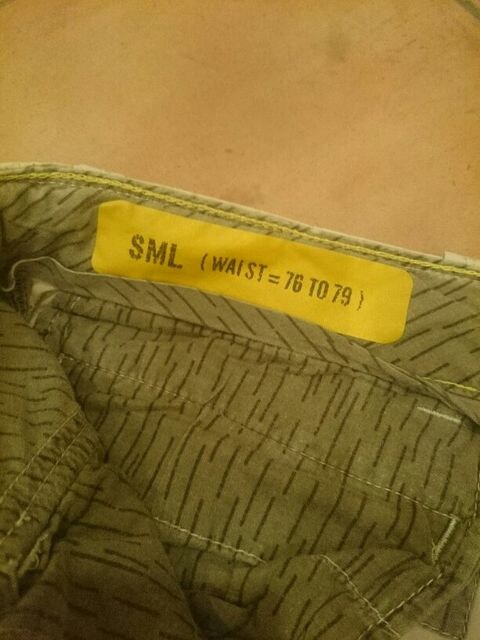 SML (WAIST = 76 TO 79)